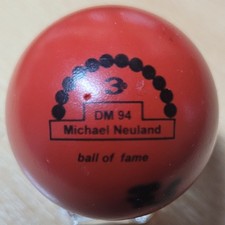 3
DM 94
Michael Neuland
ball of fame